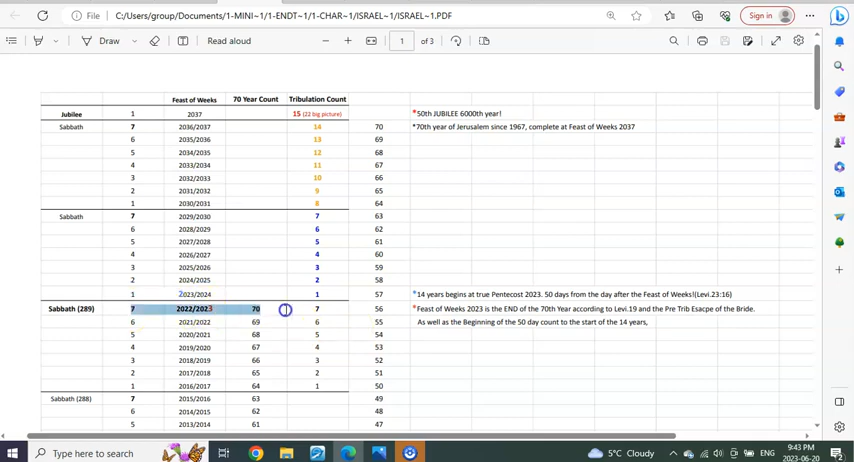 File C:/Users/group/Documents/1-MINI~1/1-ENDT~1/1-CHAR~1/ISRAEL~1/ISRAEL~1.PDF Sign in
Draw Read aloud 1 of 3
Feast of Weeks 70 Year Count Tribulation Count
Jubilee 1 2037 15 (22 big picture) *50th JUBILEE 6000th year!
Sabbath 7 2036/2037 14 70 *70th year of Jerusalem since 1967, complete at Feast of Weeks 2037
6 2035/2036 13 69
5 2034/2035 12 68
4 2033/2034 11 67
3 2032/2033 10 66
2 2031/2032 9 65
1 2030/2031 8 64
Sabbath 7 2029/2030 7 63
6 2028/2029 6 62
5 2027/2028 5 61
4 2026/2027 4 60
3 2025/2026 3 59
2 2024/2025 2 58
1 2023/2024 1 57 *14 years begins at true Pentecost 2023. 50 days from the day after the Feast of Weeks!(Levi.23:16)
Sabbath (289) 7 2022/2023 70 7 56 *Feast of Weeks 2023 is the END of the 70th Year according to Levi.19 and the Pre Trib Esacpe of the Bride.
6 2021/2022 69 6 55 As well as the Beginning of the 50 day count to the start of the 14 years,
5 2020/2021 68 5 54
4 2019/2020 67 4 53
3 2018/2019 66 3 52
2 2017/2018 65 2 51
1 2016/2017 64 1 50
Sabbath (288) 7 2015/2016 63 49
6 2014/2015 62 48
5 2013/2014 61 47
Type here to search 5°C Cloudy ENG 9:43 PM
2023-06-20 2